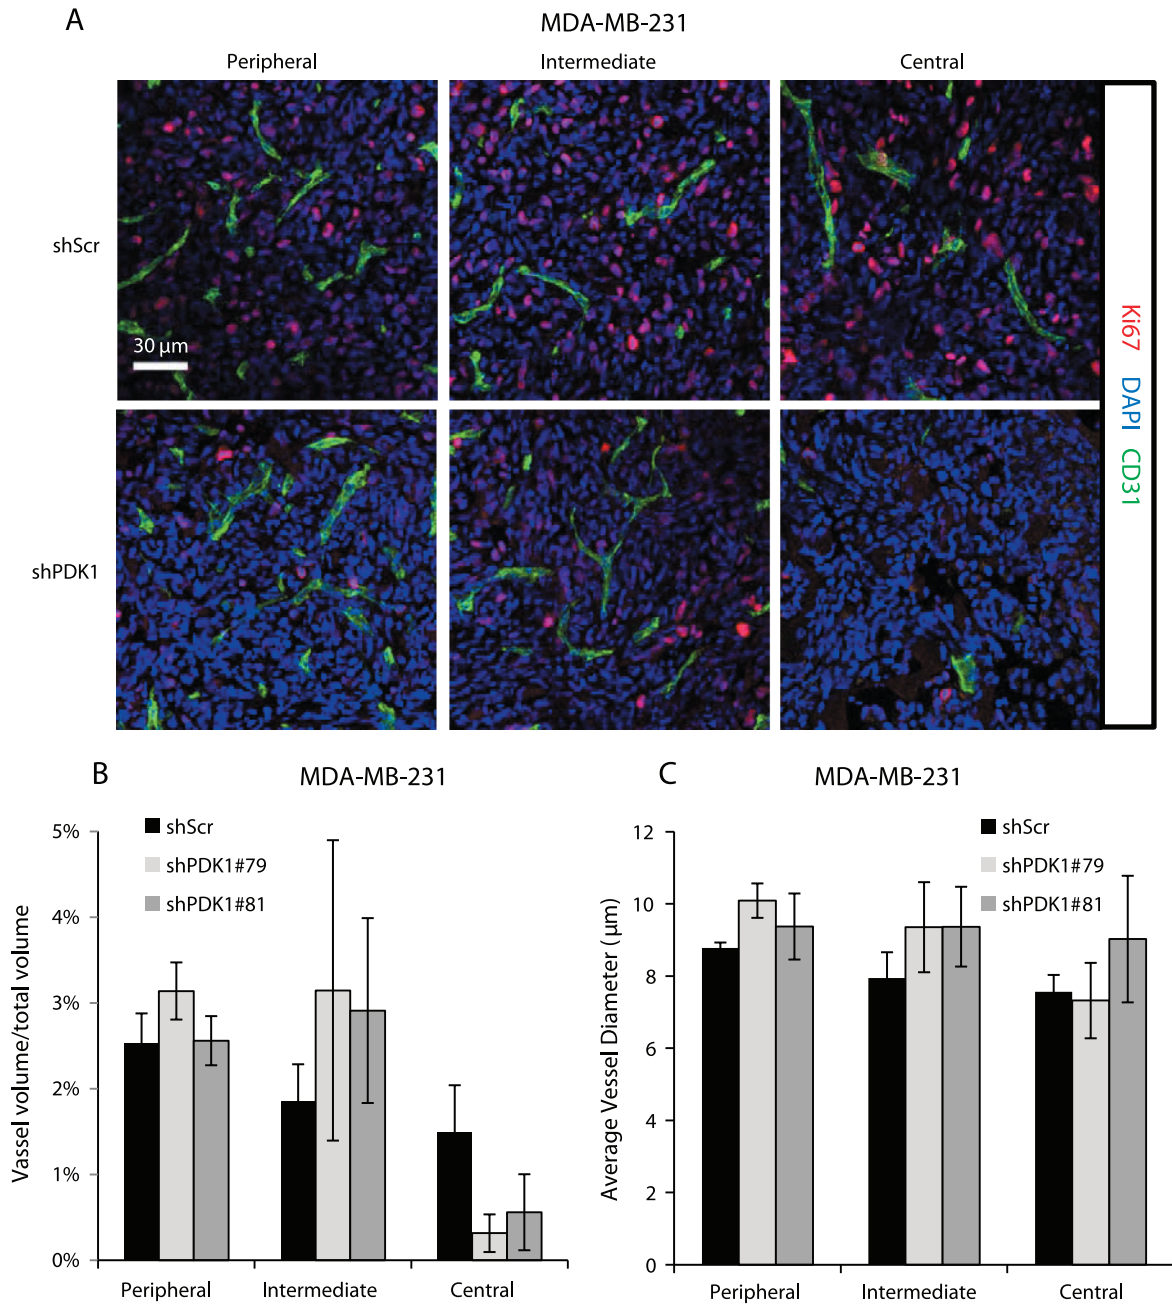 A
MDA-MB-231
Peripheral
Intermediate
Central
shScr
30 µm
shPDK1
Ki67 DAPI CD31
B
MDA-MB-231
shScr
shPDK1#79
shPDK1#81
Vassel volume/total volume
5%
4%
3%
2%
1%
0%
Peripheral
Intermediate
Central
C
MDA-MB-231
shScr
shPDK1#79
shPDK1#81
Average Vessel Diameter (µm)
12
10
8
6
4
2
0
Peripheral
Intermediate
Central